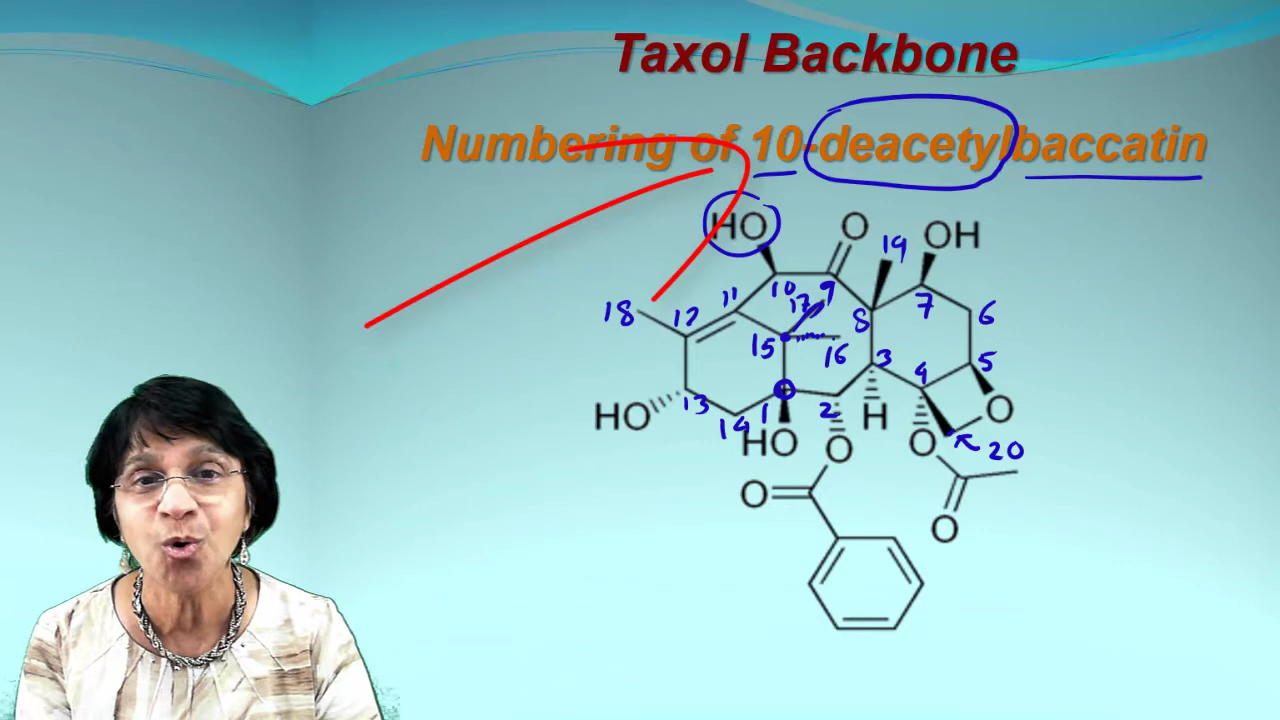 Taxol Backbone
Numbering of 10-deacetylbaccatin
HO O 19 OH
18 12 11 10 17 9 8 7 6
15 16 3 4 5
HO 13 14 1 2 H O
HO O O 20
O
O